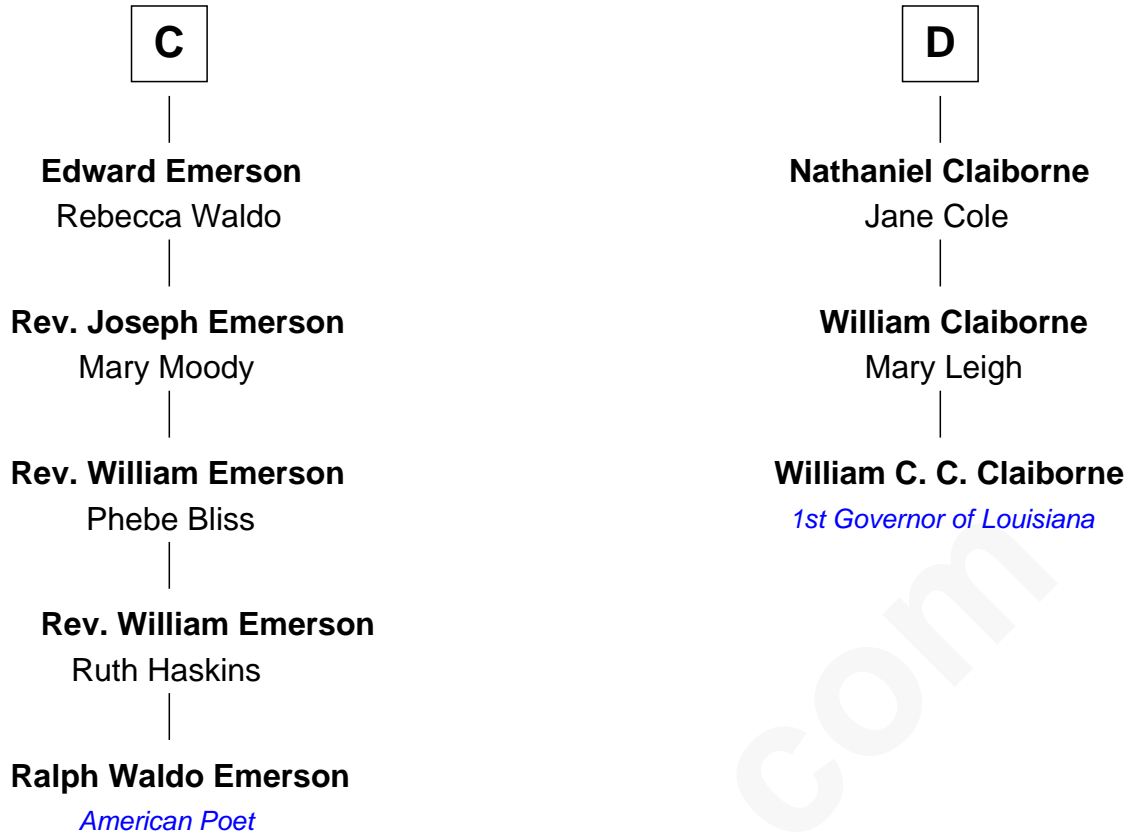 C
Edward Emerson
Rebecca Waldo
Rev. Joseph Emerson
Mary Moody
Rev. William Emerson
Phebe Bliss
Rev. William Emerson
Ruth Haskins
Ralph Waldo Emerson
American Poet
D
Nathaniel Claiborne
Jane Cole
William Claiborne
Mary Leigh
William C. C. Claiborne
1st Governor of Louisiana
com